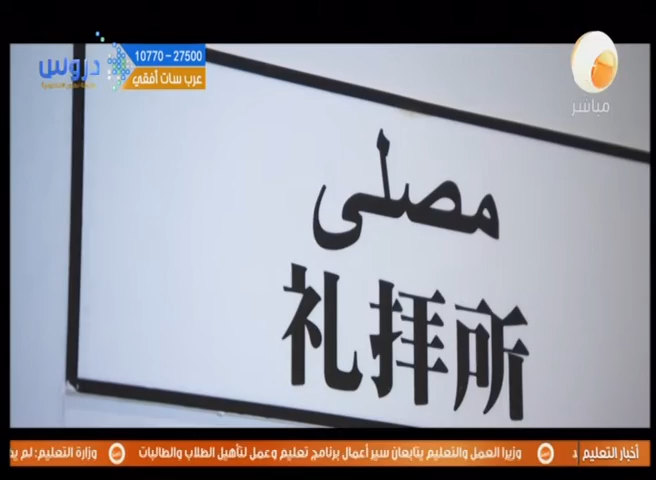 دروس
10770 - 27500
عرب سات أفقي
مباشر
مصلى
礼拝所
أخبار التعليم
وزيرا العمل والتعليم يتابعان سير أعمال برنامج تعليم وعمل لتأهيل الطلاب والطالبات
وزارة التعليم: لم